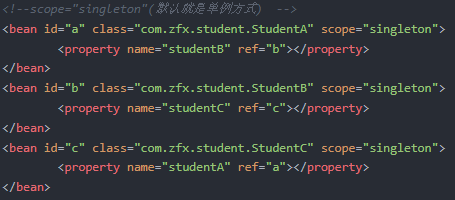 <!--scope="singleton"(默认就是单例方式)  -->
<bean id="a" class="com.zfx.student.StudentA" scope="singleton">
<property name="studentB" ref="b"></property>
</bean>
<bean id="b" class="com.zfx.student.StudentB" scope="singleton">
<property name="studentC" ref="c"></property>
</bean>
<bean id="c" class="com.zfx.student.StudentC" scope="singleton">
<property name="studentA" ref="a"></property>
</bean>